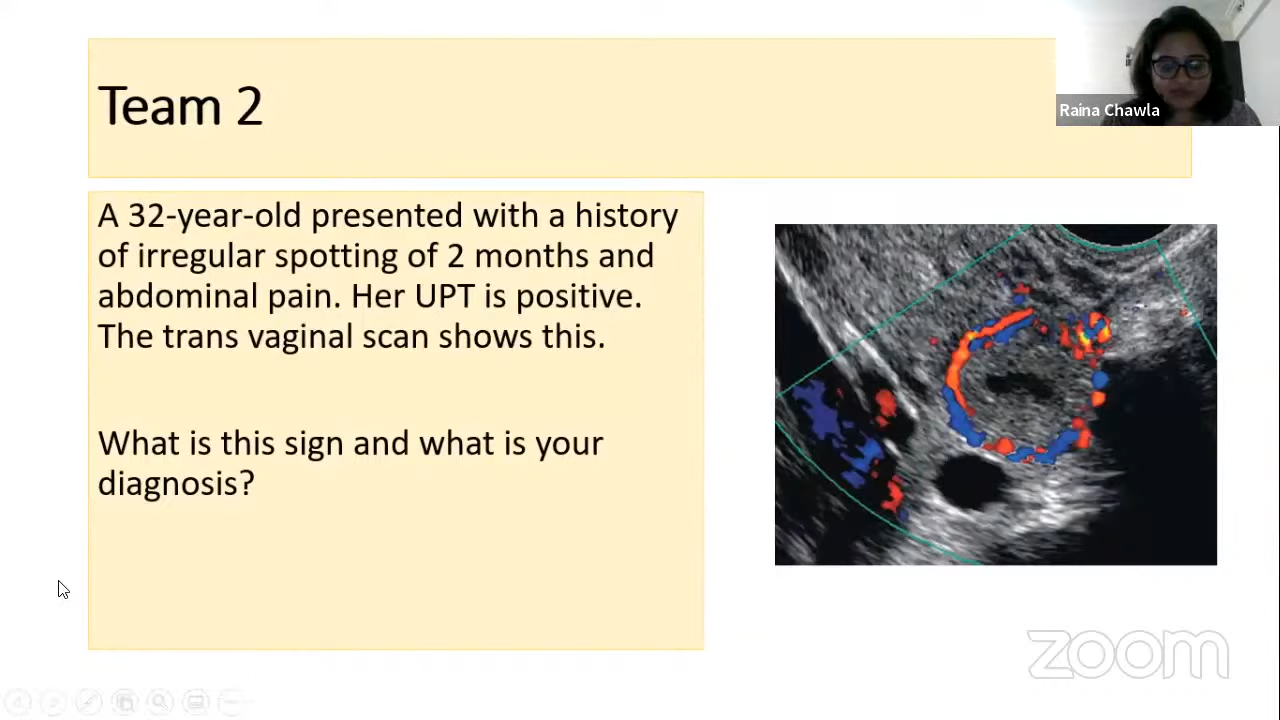 Team 2
Raina Chawla
A 32-year-old presented with a history
of irregular spotting of 2 months and
abdominal pain. Her UPT is positive.
The trans vaginal scan shows this.
What is this sign and what is your
diagnosis?
zoom